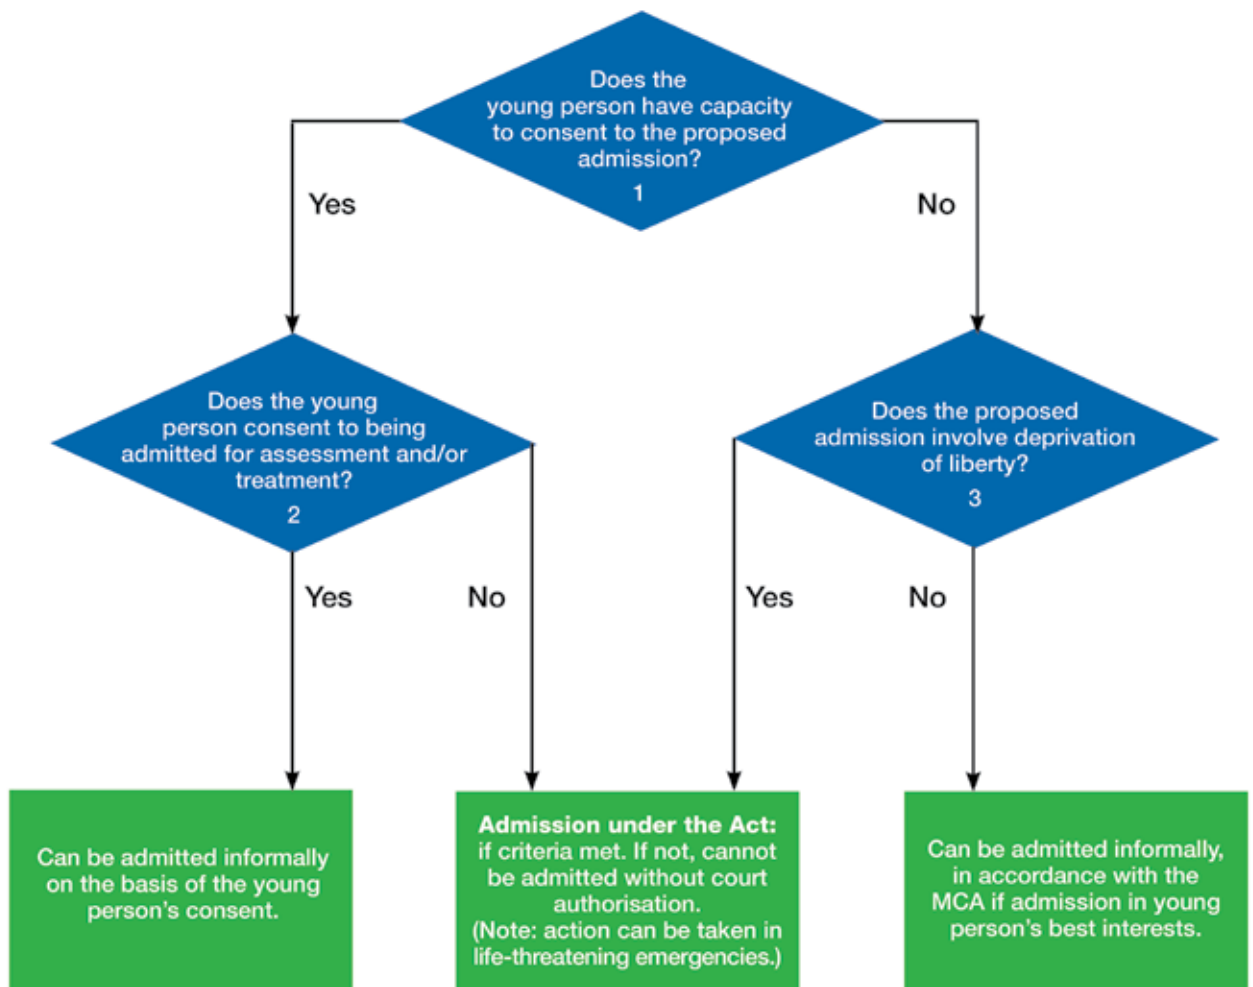 Does the
young person have capacity
to consent to the proposed
admission?
1
Yes
No
Does the young
person consent to being
admitted for assessment and/or
treatment?
2
Does the proposed
admission involve deprivation
of liberty?
3
Yes
No
Yes
No
Can be admitted informally
on the basis of the young
person’s consent.
Admission under the Act:
if criteria met. If not, cannot
be admitted without court
authorisation.
(Note: action can be taken in
life-threatening emergencies.)
Can be admitted informally,
in accordance with the
MCA if admission in young
person’s best interests.